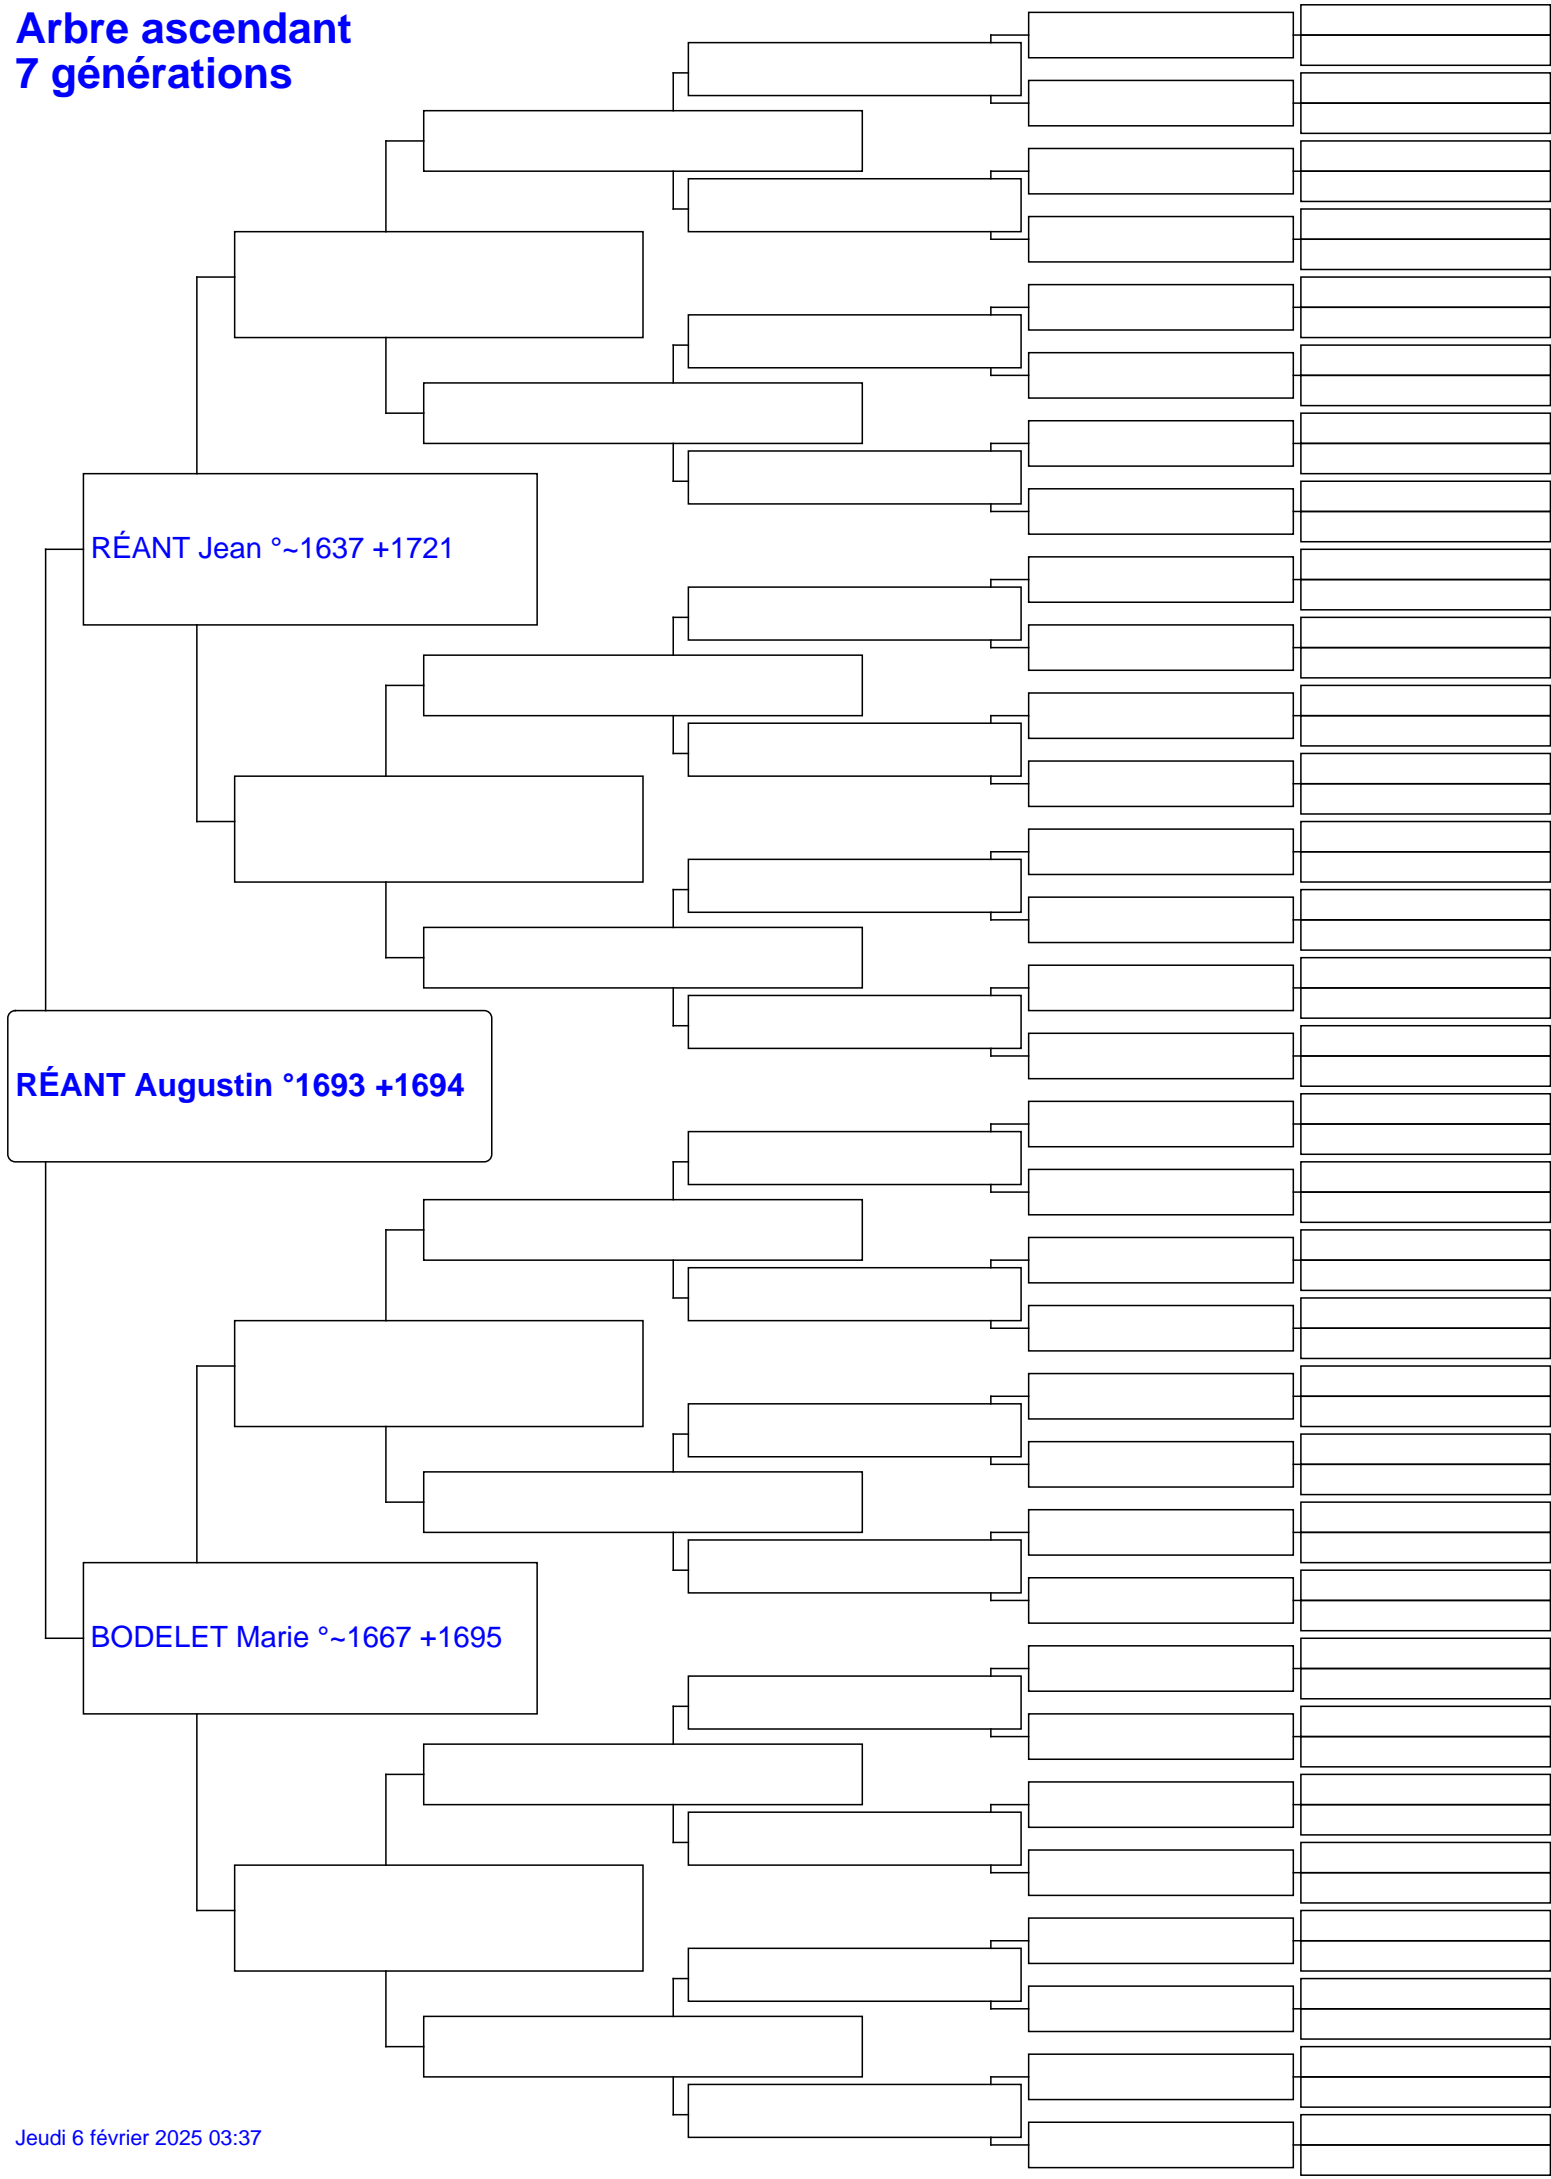 Arbre ascendant
7 générations
RÉANT Jean °~1637 +1721
RÉANT Augustin °1693 +1694
BODELET Marie °~1667 +1695
Jeudi 6 février 2025 03:37